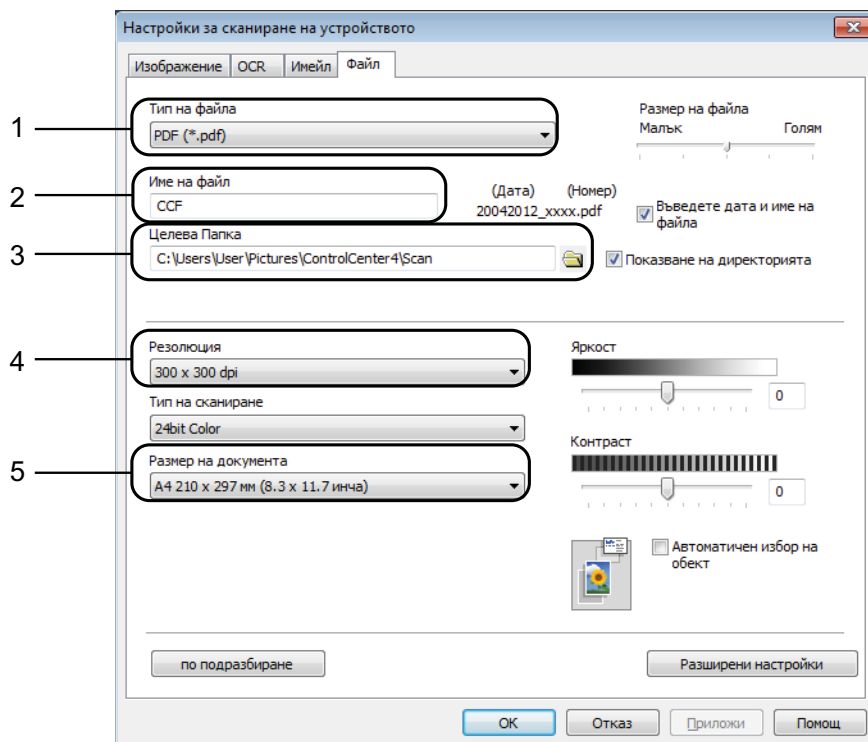 Настройки за сканиране на устройството
Изображение OCR Имейл Файл
1
Тип на файла
PDF (*.pdf)
Размер на файла
Малък Голям
2
Име на файл
CCF
(Дата) (Номер)
20042012_xxxx.pdf
Въведете дата и име на
файла
3
Целева Папка
C:\Users\User\Pictures\ControlCenter4\Scan
Показване на директорията
4
Резолюция
300 x 300 dpi
Яркост
0
Тип на сканиране
24bit Color
Контраст
0
5
Размер на документа
A4 210 x 297 мм (8.3 x 11.7 инча)
Автоматичен избор на
обект
по подразбиране
Разширени настройки
OK Отказ Приложи Помощ